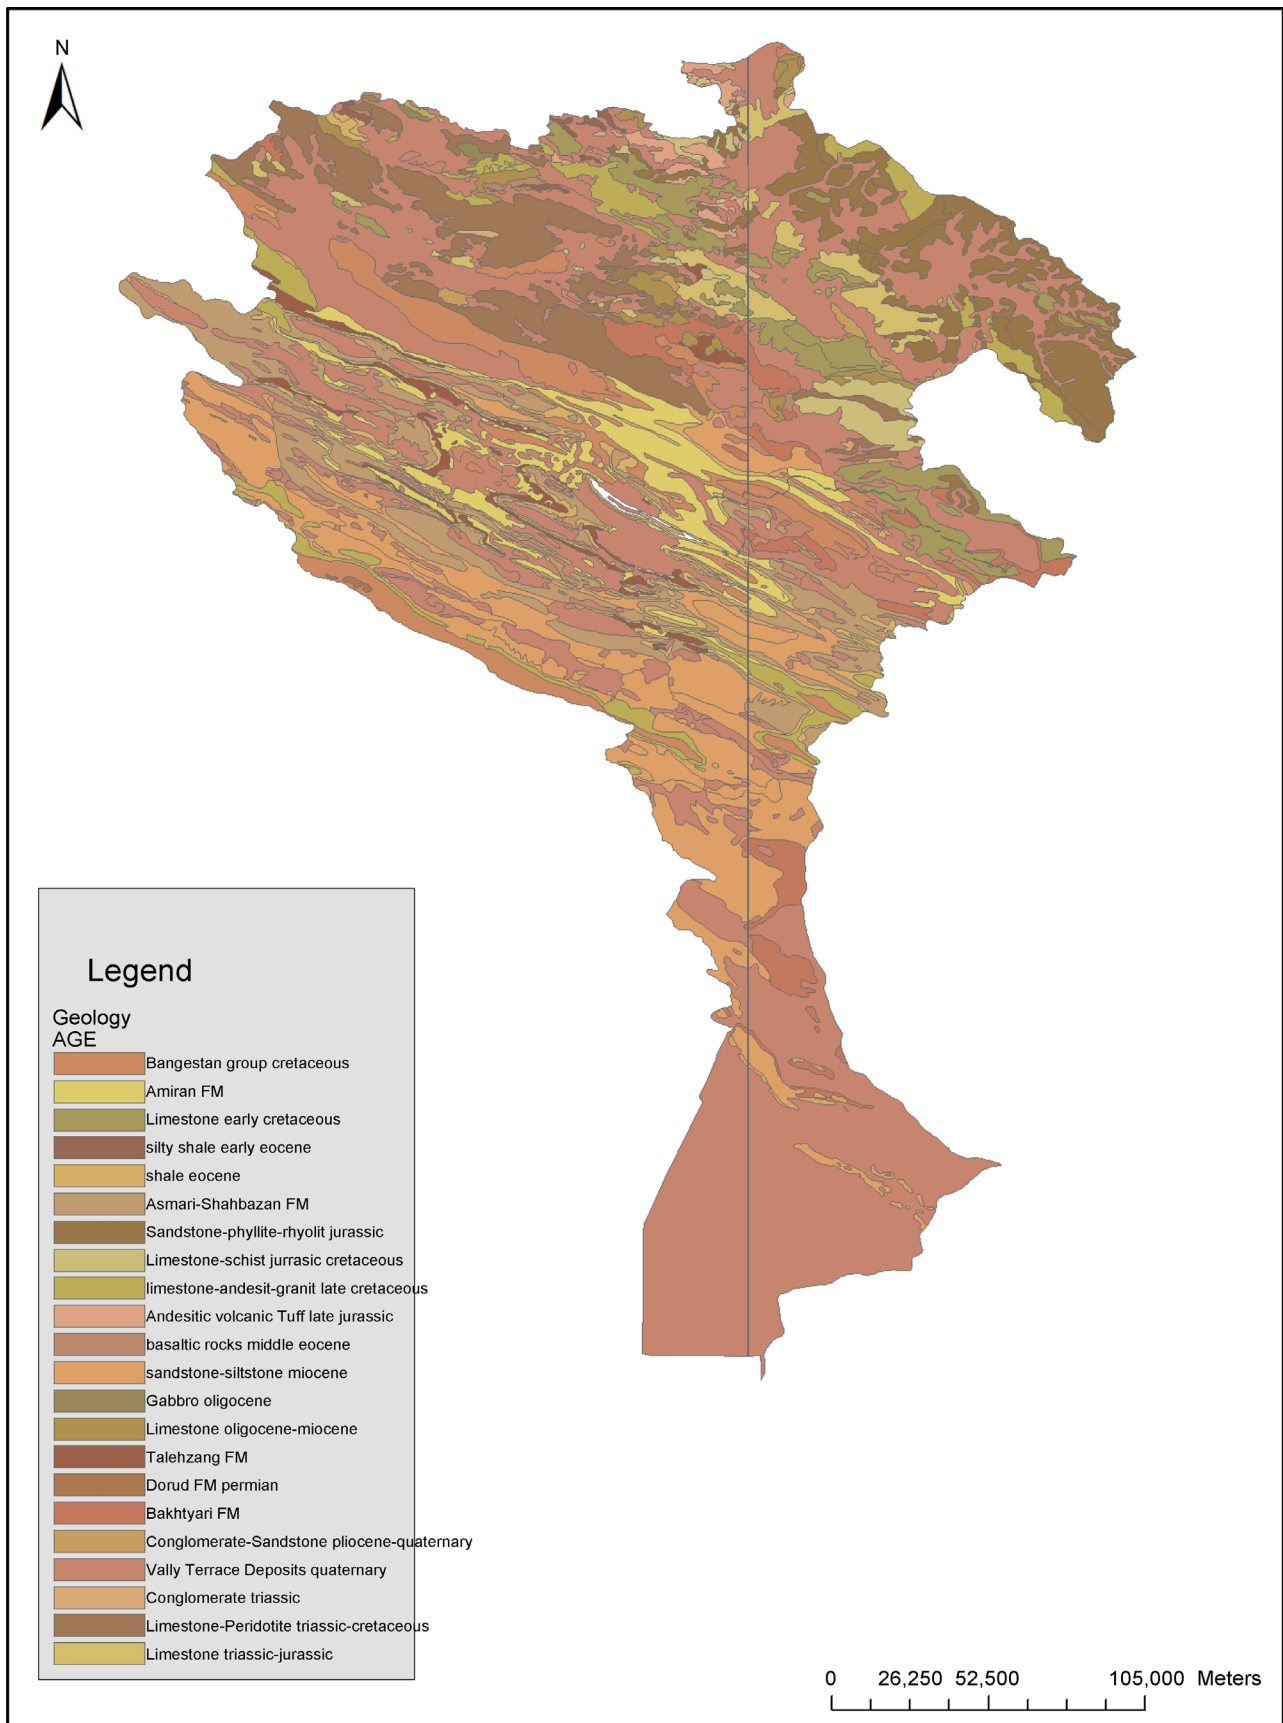 N
Legend
Geology
AGE
Bangestan group cretaceous
Amiran FM
Limestone early cretaceous
silty shale early eocene
shale eocene
Asmari-Shahbazan FM
Sandstone-phyllite-rhyolit jurassic
Limestone-schist jurrasic cretaceous
limestone-andesit-granit late cretaceous
Andesitic volcanic Tuff late jurassic
basaltic rocks middle eocene
sandstone-siltstone miocene
Gabbro oligocene
Limestone oligocene-miocene
Talehzang FM
Dorud FM permian
Bakhtyari FM
Conglomerate-Sandstone pliocene-quaternary
Vally Terrace Deposits quaternary
Conglomerate triassic
Limestone-Peridotite triassic-cretaceous
Limestone triassic-jurassic
0 26,250 52,500 105,000 Meters